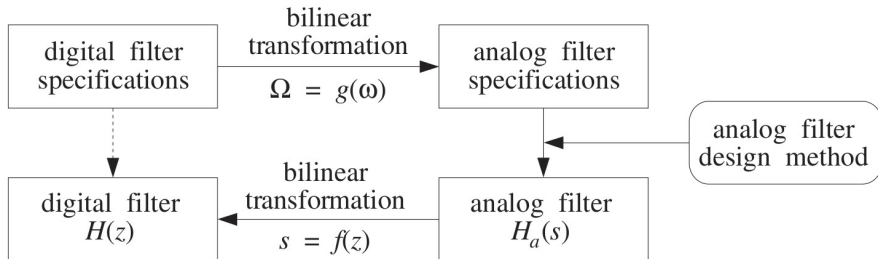 digital filter
specifications
bilinear
transformation
Ω = g(ω)
analog filter
specifications
analog filter
design method
digital filter
H(z)
bilinear
transformation
s = f(z)
analog filter
Hₐ(s)